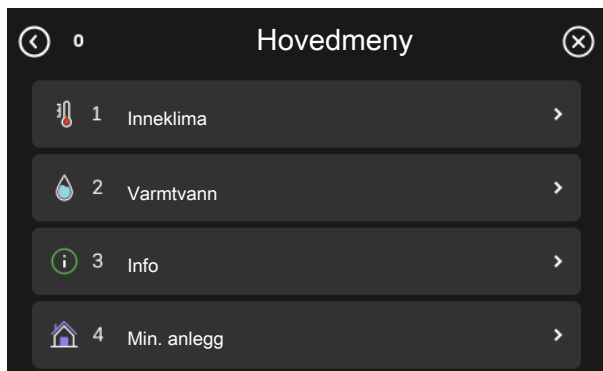 0 Hovedmeny
1 Inneklima
2 Varmtvann
3 Info
4 Min. anlegg